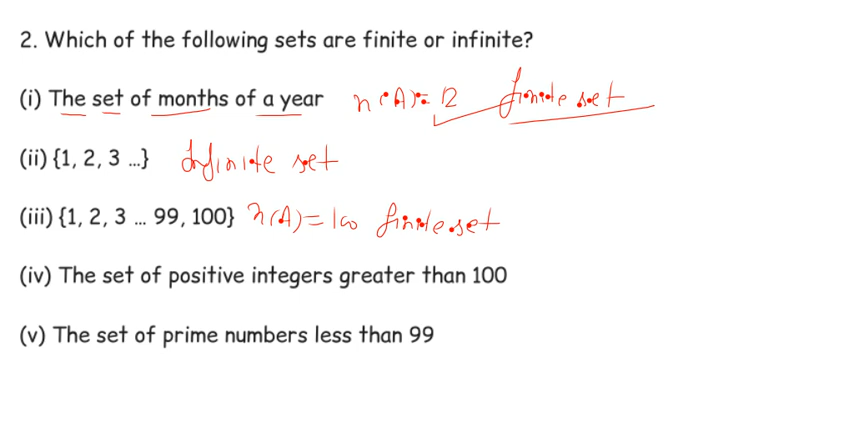 2. Which of the following sets are finite or infinite?
(i) The set of months of a year n(A)= 12 finite set
(ii) {1, 2, 3 ...} Infinite set
(iii) {1, 2, 3 ... 99, 100} n(A)= 100 finite set
(iv) The set of positive integers greater than 100
(v) The set of prime numbers less than 99